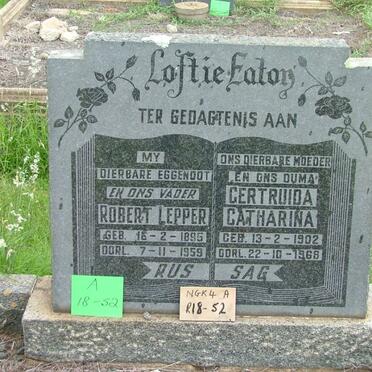 Loftie Eaton
TER GEDAGTENIS AAN
MY
DIERBARE EGGENOOT
EN ONS VADER
ROBERT LEPPER
GEB. 16-2-1895
OORL. 7-11-1959
RUS
ONS DIERBARE MOEDER
EN ONS OUMA
GERTRUIDA
CATHARINA
GEB. 13-2-1902
OORL. 22-10-1968
SAG
A
18-52
NGK4 A
R18-52